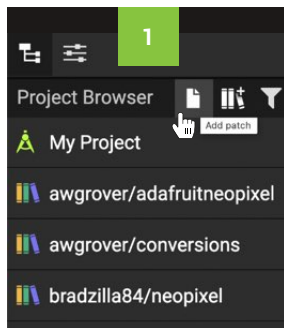 1
Project Browser
Add patch
My Project
awgrover/adafruitneopixel
awgrover/conversions
bradzilla84/neopixel